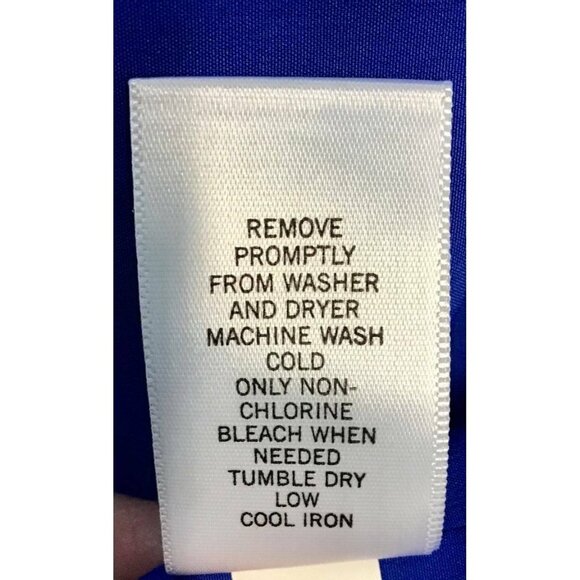 REMOVE
PROMPTLY
FROM WASHER
AND DRYER
MACHINE WASH
COLD
ONLY NON-
CHLORINE
BLEACH WHEN
NEEDED
TUMBLE DRY
LOW
COOL IRON